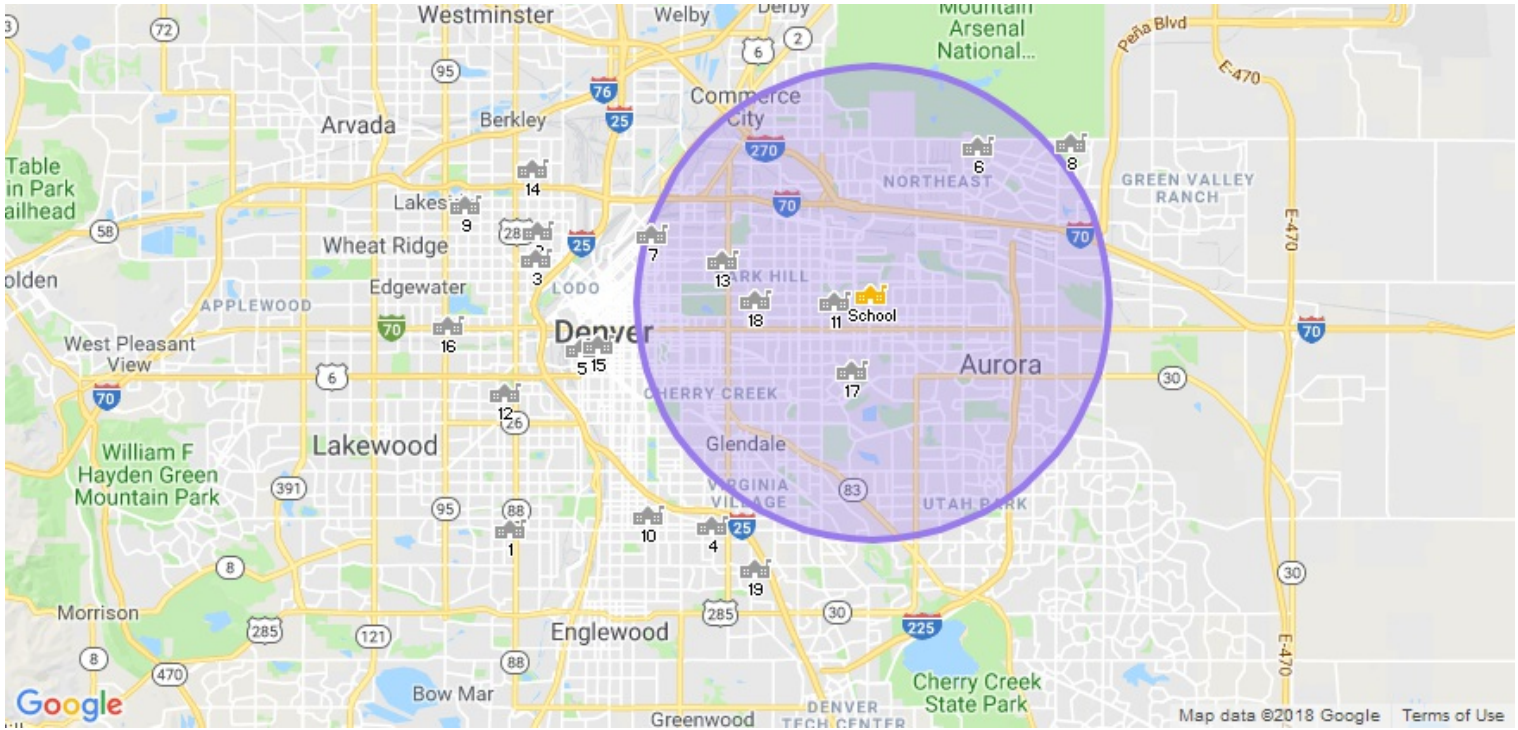 Westminster
Welby
Derby
Mountain
Arsenal
National...
Peña Blvd
E-470
3
72
6
2
95
76
25
Commerce
City
Arvada
Berkley
270
6
8
Table
in Park
ailhead
14
NORTHEAST
GREEN VALLEY
RANCH
70
Lakes
9
58
28
Wheat Ridge
25
7
70
E-470
3
olden
Edgewater
LODO
13
ARK HILL
APPLEWOOD
18
11
School
70
16
Denver
70
West Pleasant
View
5
15
Aurora
6
17
30
70
12
CHERRY CREEK
26
Lakewood
Glendale
William F
Hayden Green
Mountain Park
391
VIRGINIA
VILLAGE
83
UTAH PARK
95
88
10
4
25
1
8
19
30
Morrison
285
30
285
121
Englewood
225
E-470
8
88
470
Cherry Creek
State Park
Bow Mar
Google
Greenwood
DENVER
TECH CENTER
Map data ©2018 Google
Terms of Use